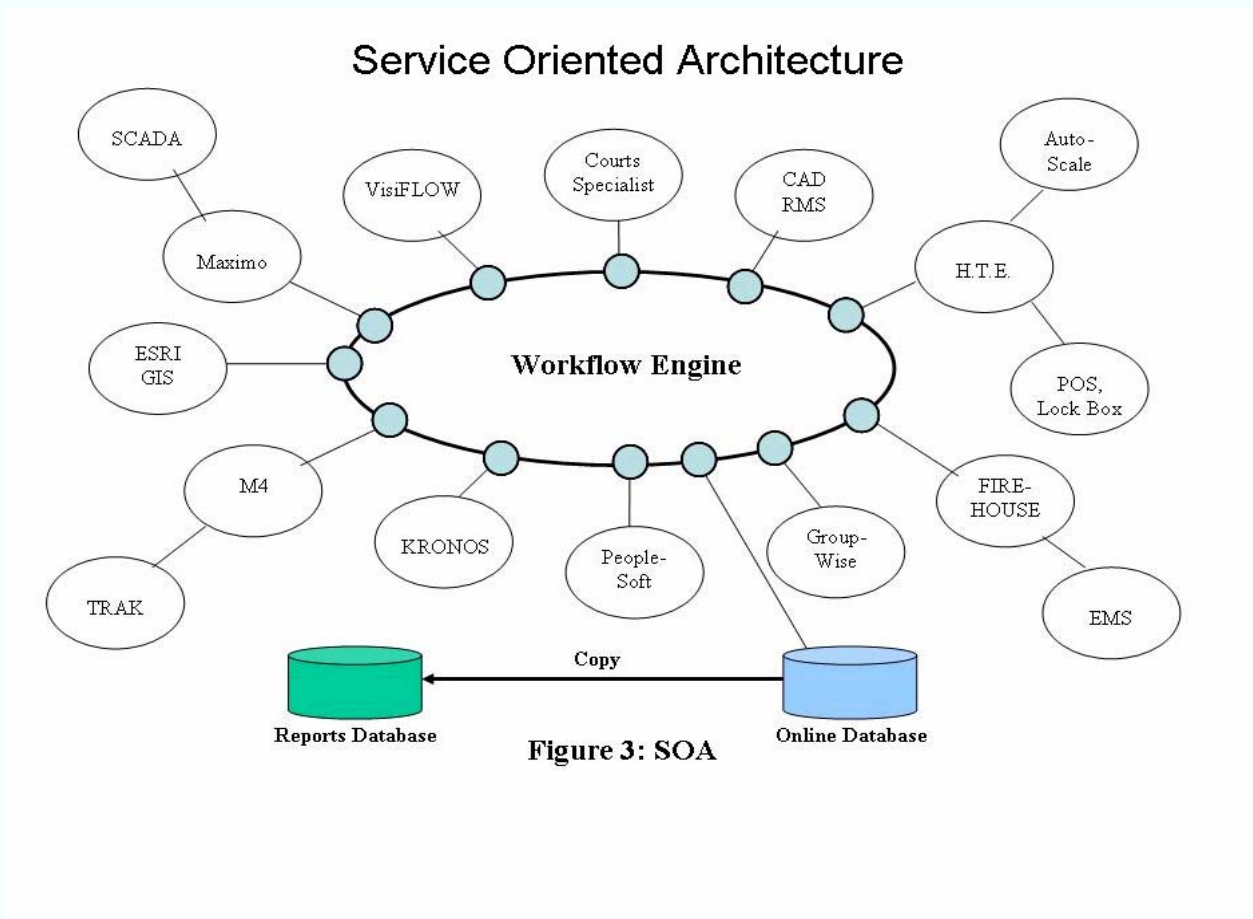 Service Oriented Architecture
SCADA
Auto-
Scale
VisiFLOW
Courts
Specialist
CAD
RMS
Maximo
H.T.E.
ESRI
GIS
Workflow Engine
POS,
Lock Box
M4
FIRE-
HOUSE
KRONOS
People-
Soft
Group-
Wise
TRAK
EMS
Copy
Reports Database
Online Database
Figure 3: SOA